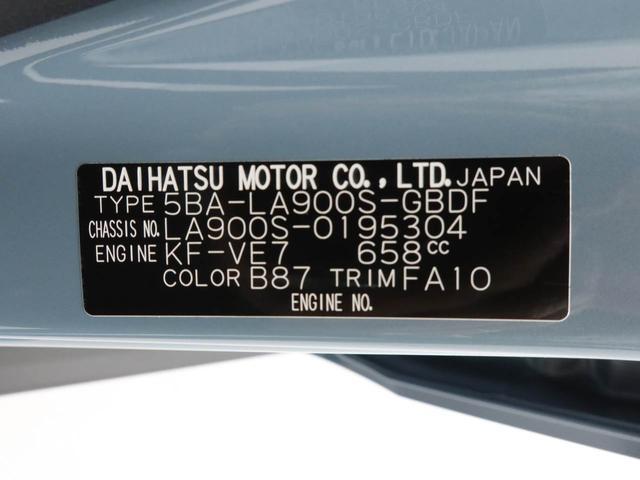 DAIHATSU MOTOR CO., LTD. JAPAN
TYPE 5BA-LA900S-GBDF
CHASSIS NO. LA900S-0195304
ENGINE KF-VE7 658cc
COLOR B87 TRIM FA10
ENGINE NO.